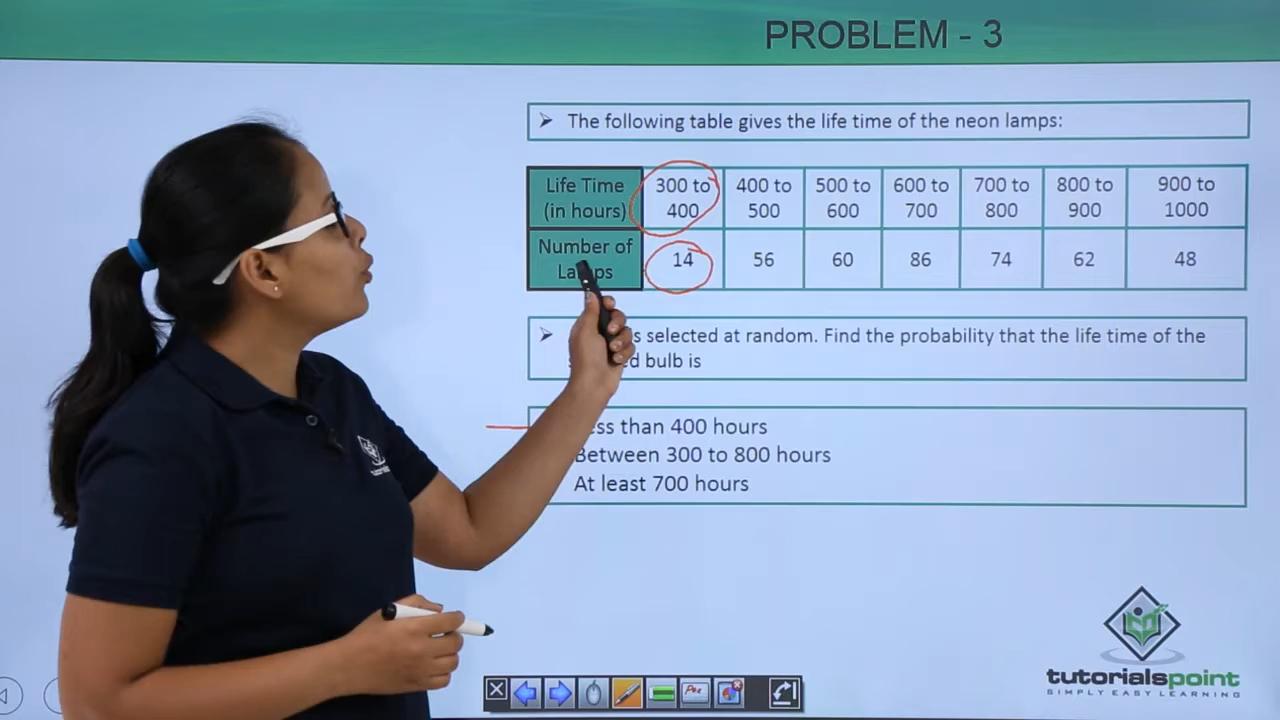 PROBLEM - 3
The following table gives the life time of the neon lamps:
Life Time (in hours) 300 to 400 400 to 500 500 to 600 600 to 700 700 to 800 800 to 900 900 to 1000
Number of Lamps 14 56 60 86 74 62 48
selected at random. Find the probability that the life time of the
bulb is
than 400 hours
Between 300 to 800 hours
At least 700 hours
tutorialspoint
SIMPLY EASY LEARNING